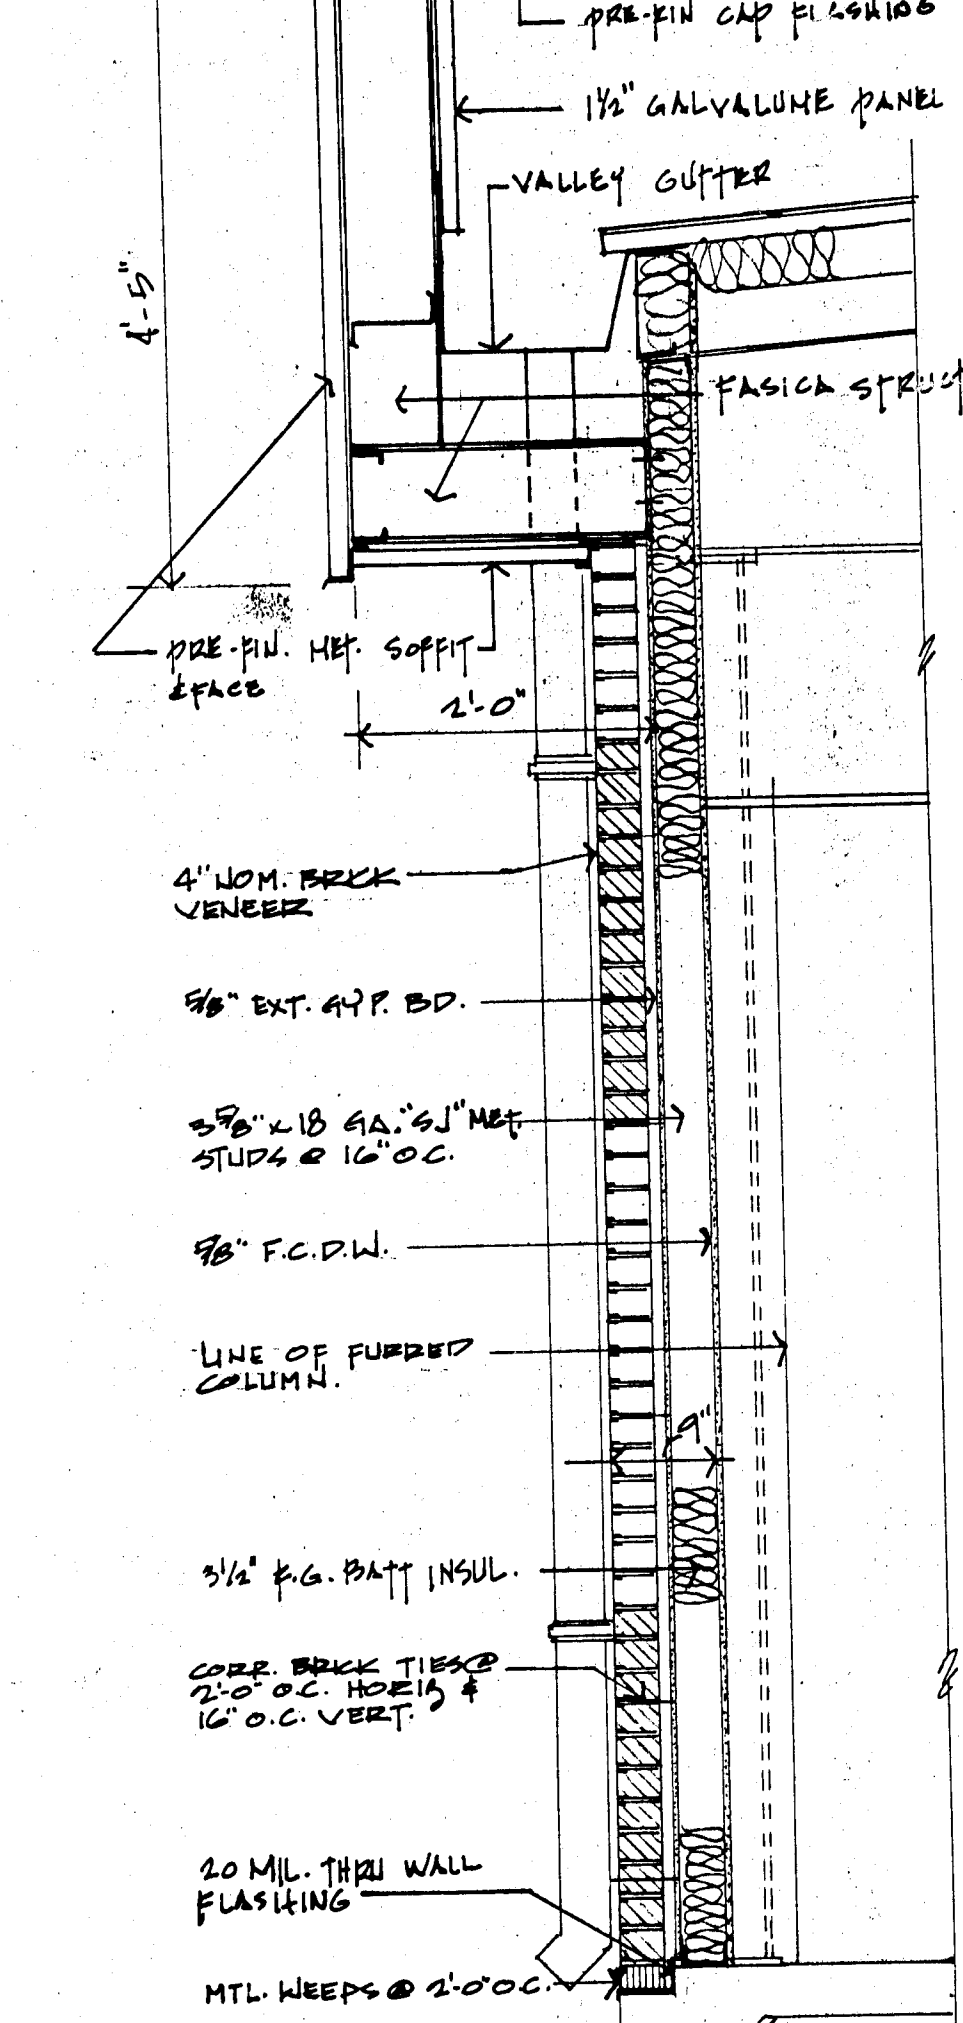 PRE-FIN CAP FLASHING
1½" GALVALUME PANEL
VALLEY GUTTER
4'-5"
FASICA STRUCT
PRE-FIN. MET. SOFFIT
& FACE
2'-0"
4" NOM. BRICK
VENEER
5/8" EXT. GYP. BD.
3 5/8" x 18 GA. "SJ" MET.
STUDS @ 16" O.C.
5/8" F.C.D.W.
LINE OF FURRED
COLUMN.
9"
3½" F.G. BATT INSUL.
CORR. BRICK TIES @
2'-0" O.C. HORIZ &
16" O.C. VERT.
20 MIL. THRU WALL
FLASHING
MTL. WEEPS @ 2'-0" O.C.